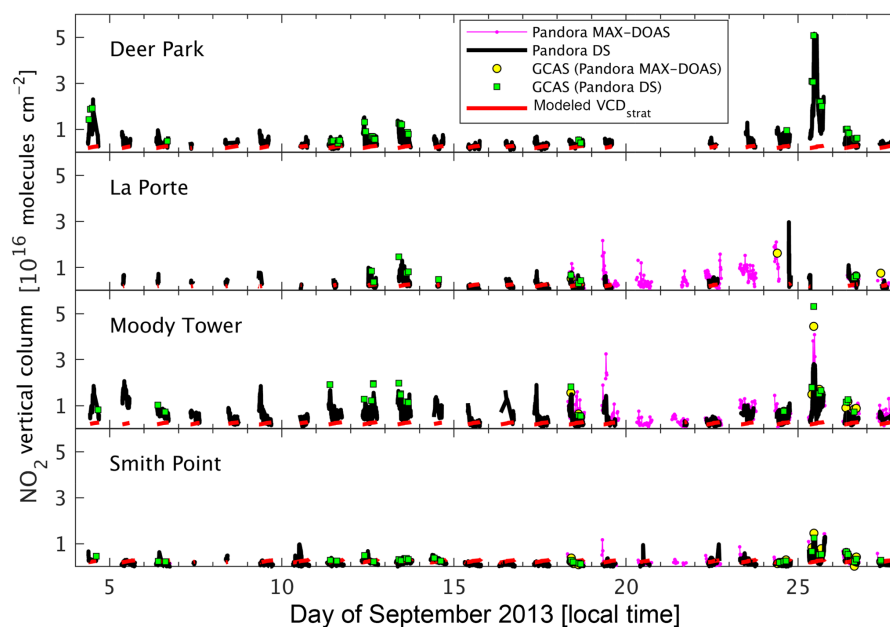 Pandora MAX-DOAS
Pandora DS
GCAS (Pandora MAX-DOAS)
GCAS (Pandora DS)
Modeled VCD_strat
Deer Park
5
3
1
La Porte
5
3
1
Moody Tower
5
3
1
Smith Point
5
3
1
NO2 vertical column [10^16 molecules cm^-2]
5 10 15 20 25
Day of September 2013 [local time]